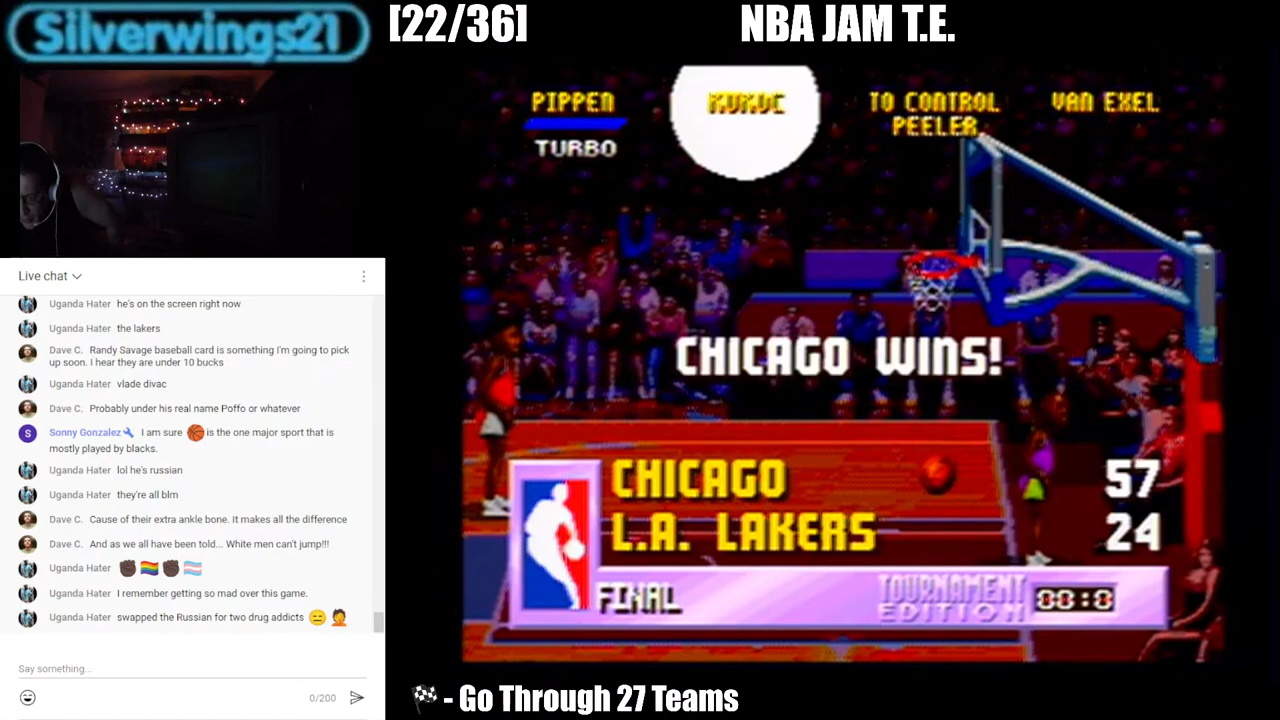 Silverwings21
[22/36]
NBA JAM T.E.
PIPPEN
TURBO
KUKOC
TO CONTROL
PEELER
VAN EXEL
CHICAGO WINS!
CHICAGO 57
L.A. LAKERS 24
FINAL
TOURNAMENT
EDITION
00:0
Live chat
Uganda Hater he's on the screen right now
Uganda Hater the lakers
Dave C. Randy Savage baseball card is something I'm going to pick
up soon. I hear they are under 10 bucks
Uganda Hater vlade divac
Dave C. Probably under his real name Poffo or whatever
S Sonny Gonzalez I am sure 🏀 is the one major sport that is
mostly played by blacks.
Uganda Hater lol he's russian
Uganda Hater they're all blm
Dave C. Cause of their extra ankle bone. It makes all the difference
Dave C. And as we all have been told... White men can't jump!!!
Uganda Hater ✊🏿🏳️‍🌈✊🏿🏳️‍⚧️
Uganda Hater I remember getting so mad over this game.
Uganda Hater swapped the Russian for two drug addicts 😑 🤦
Say something...
0/200
🏁 - Go Through 27 Teams